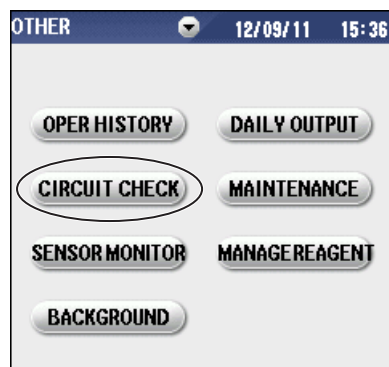 OTHER 12/09/11 15:36
OPER HISTORY DAILY OUTPUT
CIRCUIT CHECK MAINTENANCE
SENSOR MONITOR MANAGE REAGENT
BACKGROUND